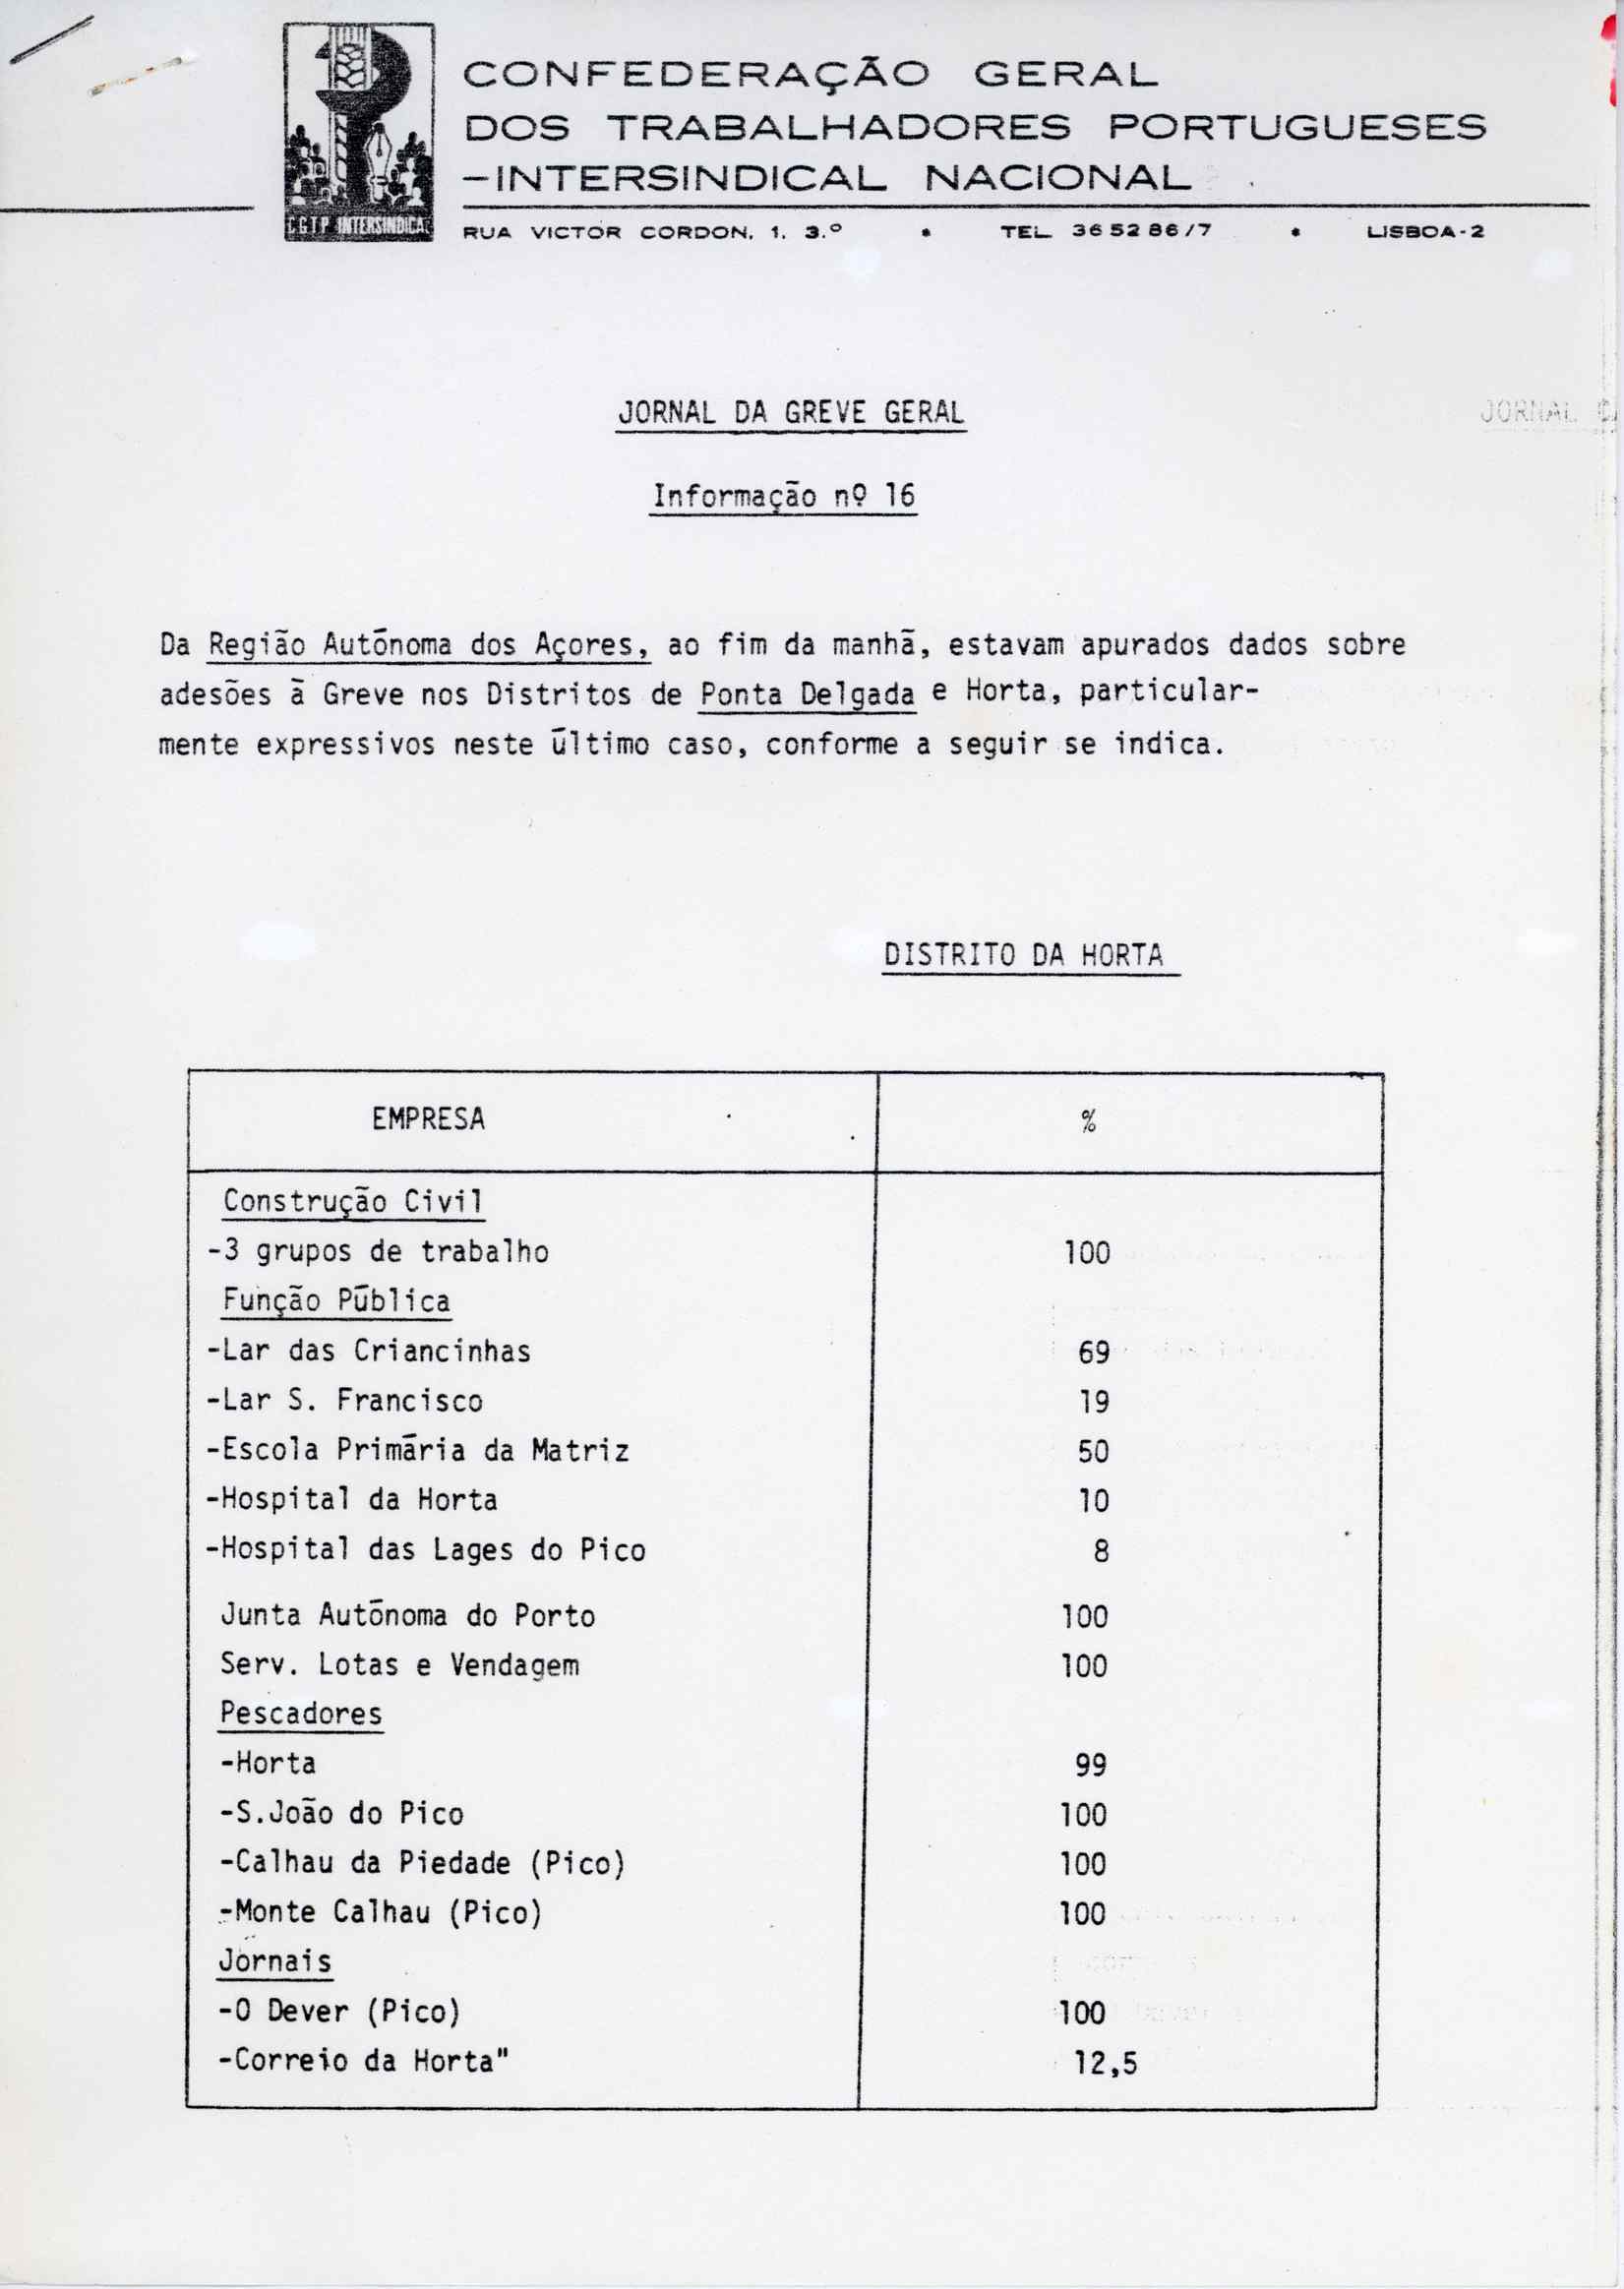 CONFEDERAÇÃO GERAL
DOS TRABALHADORES PORTUGUESES
-INTERSINDICAL NACIONAL
CGTP INTERSINDICAL
RUA VICTOR CORDON, 1, 3.º • TEL 36 52 86/7 • LISBOA-2
JORNAL DA GREVE GERAL
JORNAL
Informação nº 16
Da Região Autónoma dos Açores, ao fim da manhã, estavam apurados dados sobre
adesões à Greve nos Distritos de Ponta Delgada e Horta, particular-
mente expressivos neste último caso, conforme a seguir se indica.
DISTRITO DA HORTA
EMPRESA %
Construção Civil
-3 grupos de trabalho 100
Função Pública
-Lar das Criancinhas 69
-Lar S. Francisco 19
-Escola Primária da Matriz 50
-Hospital da Horta 10
-Hospital das Lages do Pico 8
Junta Autónoma do Porto 100
Serv. Lotas e Vendagem 100
Pescadores
-Horta 99
-S.João do Pico 100
-Calhau da Piedade (Pico) 100
-Monte Calhau (Pico) 100
Jornais
-O Dever (Pico) 100
-Correio da Horta" 12,5